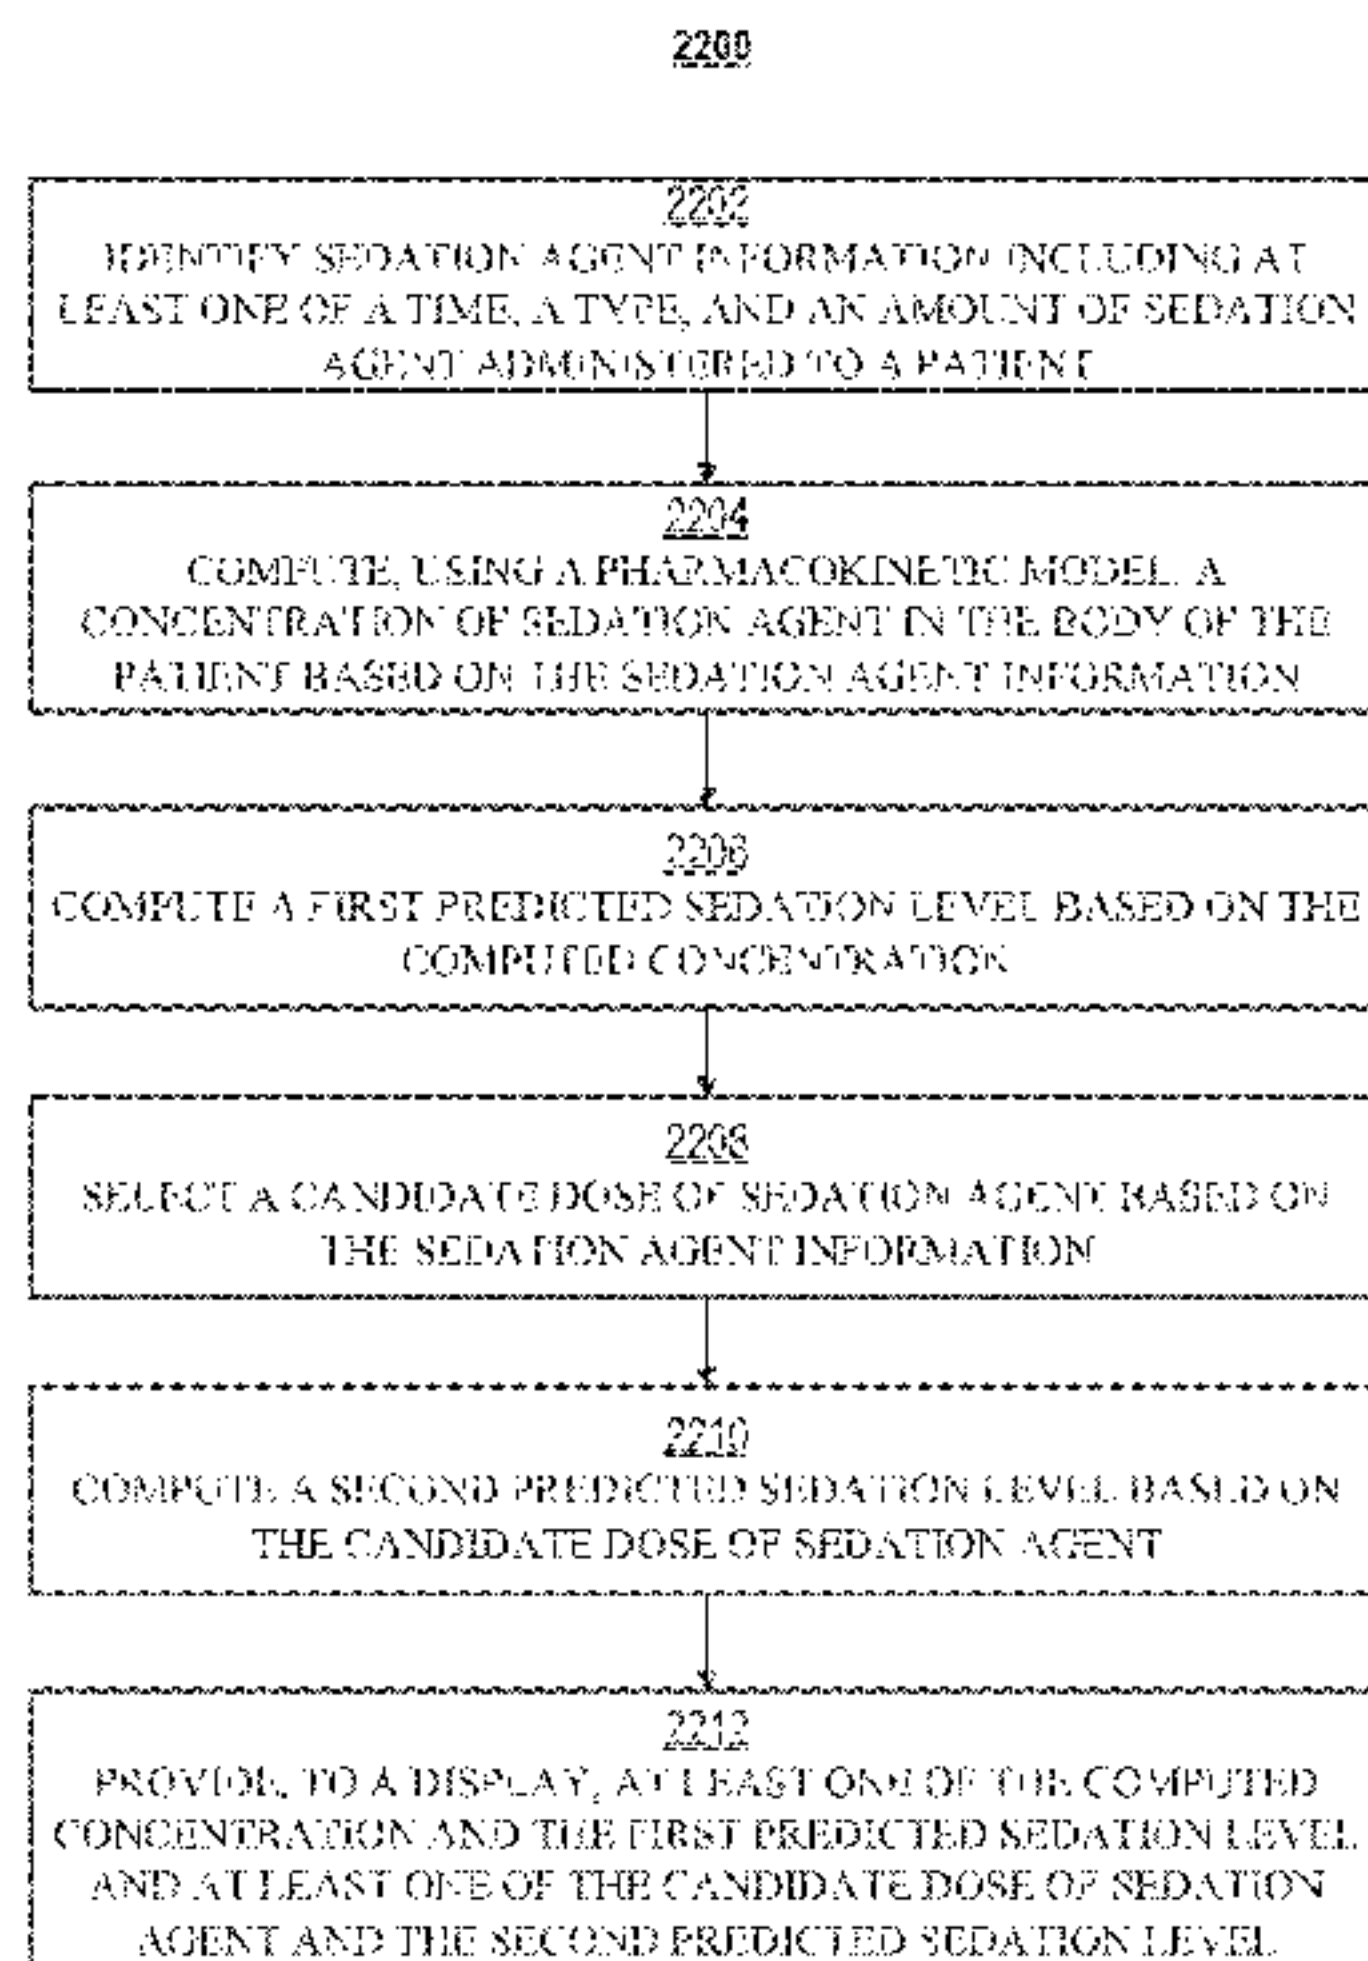 2200
2202
IDENTIFY SEDATION AGENT INFORMATION INCLUDING AT
LEAST ONE OF A TIME, A TYPE, AND AN AMOUNT OF SEDATION
AGENT ADMINISTERED TO A PATIENT
2204
COMPUTE, USING A PHARMACOKINETIC MODEL, A
CONCENTRATION OF SEDATION AGENT IN THE BODY OF THE
PATIENT BASED ON THE SEDATION AGENT INFORMATION
2206
COMPUTE A FIRST PREDICTED SEDATION LEVEL BASED ON THE
COMPUTED CONCENTRATION
2208
SELECT A CANDIDATE DOSE OF SEDATION AGENT BASED ON
THE SEDATION AGENT INFORMATION
2210
COMPUTE A SECOND PREDICTED SEDATION LEVEL BASED ON
THE CANDIDATE DOSE OF SEDATION AGENT
2212
PROVIDE, TO A DISPLAY, AT LEAST ONE OF THE COMPUTED
CONCENTRATION AND THE FIRST PREDICTED SEDATION LEVEL
AND AT LEAST ONE OF THE CANDIDATE DOSE OF SEDATION
AGENT AND THE SECOND PREDICTED SEDATION LEVEL